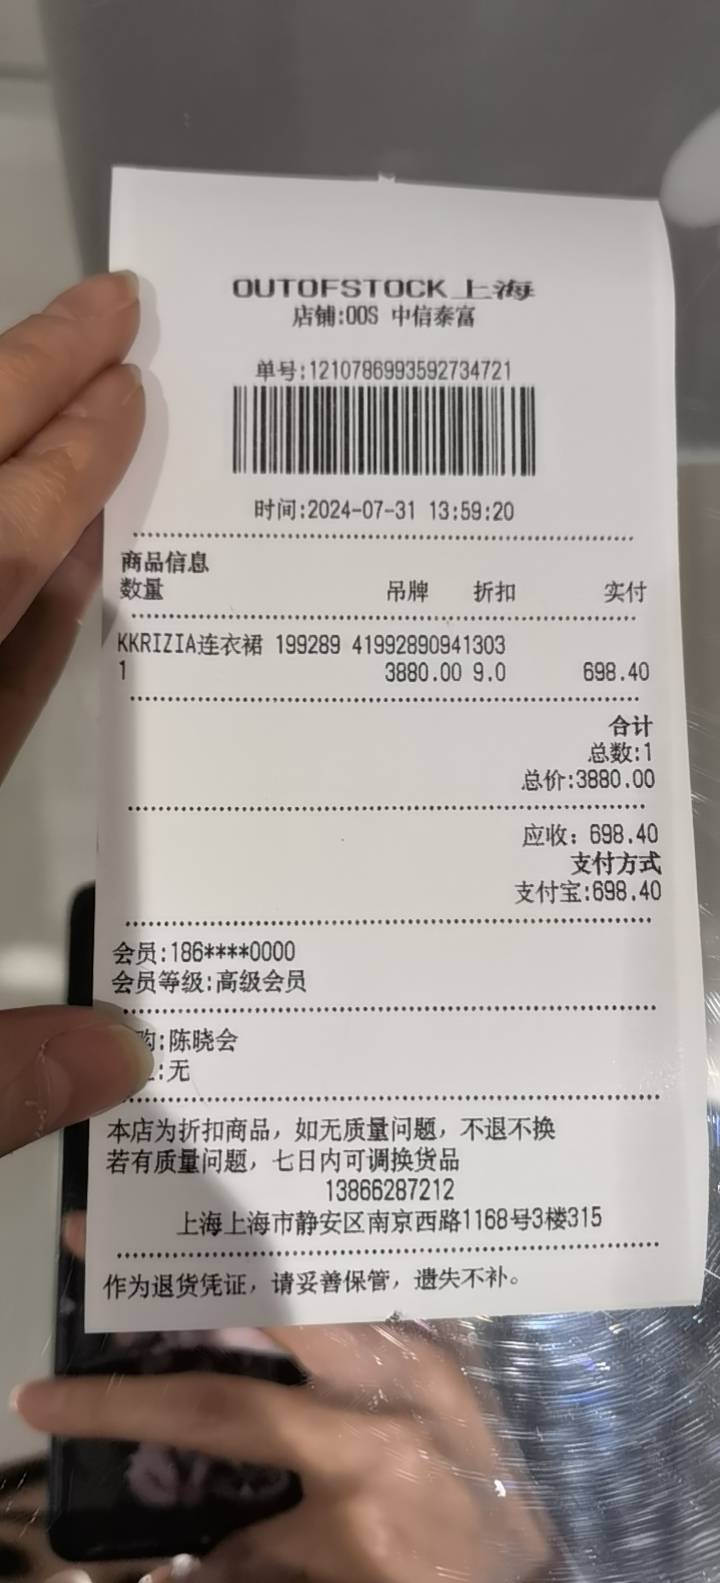 OUTOFSTOCK上海
店铺:OOS 中信泰富
单号:1210786993592734721
时间:2024-07-31 13:59:20
商品信息
数量 吊牌 折扣 实付
KKRIZIA连衣裙 199289 41992890941303
1 3880.00 9.0 698.40
合计
总数:1
总价:3880.00
应收: 698.40
支付方式
支付宝:698.40
会员:186****0000
会员等级:高级会员
购:陈晓会
:无
本店为折扣商品，如无质量问题，不退不换
若有质量问题，七日内可调换货品
13866287212
上海上海市静安区南京西路1168号3楼315
作为退货凭证，请妥善保管，遗失不补。